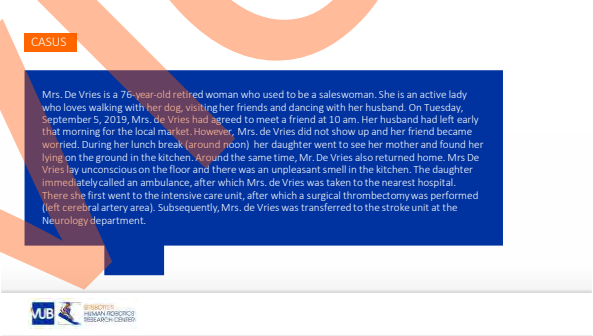 CASUS
Mrs. De Vries is a 76-year-old retired woman who used to be a saleswoman. She is an active lady
who loves walking with her dog, visiting her friends and dancing with her husband. On Tuesday,
September 5, 2019, Mrs. de Vries had agreed to meet a friend at 10 am. Her husband had left early
that morning for the local market. However, Mrs. de Vries did not show up and her friend became
worried. During her lunch break (around noon) her daughter went to see her mother and found her
lying on the ground in the kitchen. Around the same time, Mr. De Vries also returned home. Mrs De
Vries lay unconscious on the floor and there was an unpleasant smell in the kitchen. The daughter
immediately called an ambulance, after which Mrs. de Vries was taken to the nearest hospital.
There she first went to the intensive care unit, after which a surgical thrombectomy was performed
(left cerebral artery area). Subsequently, Mrs. de Vries was transferred to the stroke unit at the
Neurology department.
VUB
HUMAN ROBOTICS
RESEARCH CENTER